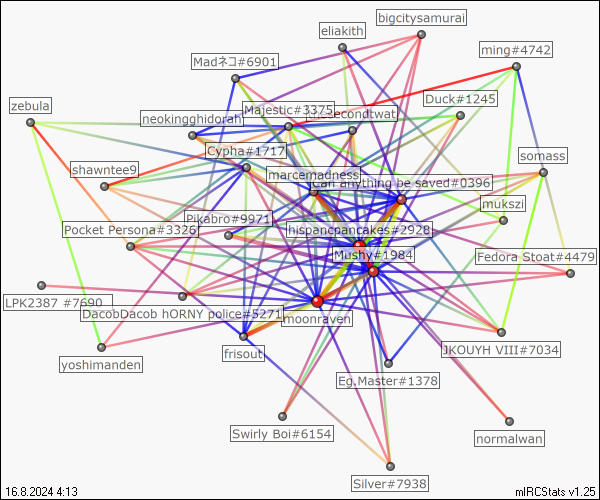 bigcitysamurai
eliakith
ming#4742
Madネコ#6901
Duck#1245
zebula
Majestic#3375
neokingghidorah
Cypha#1717
somass
shawntee9
marcamadness
can anything be saved#0396
mukszi
Pikabro#9971
Pocket Persona#3326
hispancpancakes#2928
Mushy#1984
Fedora Stoat#4479
LPK2387 #7690
DacobDacob hORNY police#5271
moonraven
frisout
JKOUYH VIII#7034
yoshimanden
Eg.Master#1378
Swirly Boi#6154
normalwan
Silver#7938
16.8.2024 4:13
mIRCStats v1.25